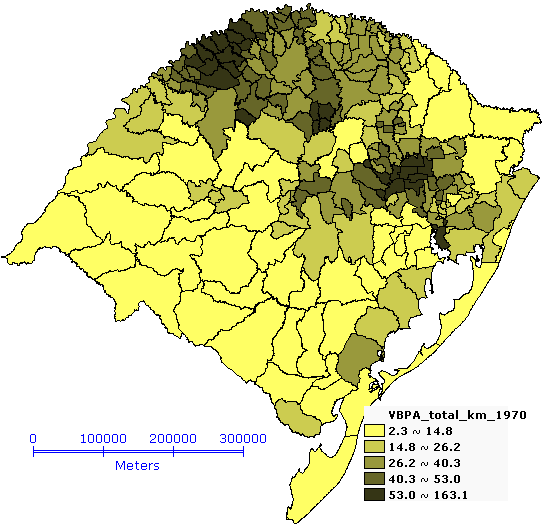 VBPA_total_km_1970
2.3 ~ 14.8
14.8 ~ 26.2
26.2 ~ 40.3
40.3 ~ 53.0
53.0 ~ 163.1
0 100000 200000 300000
Meters